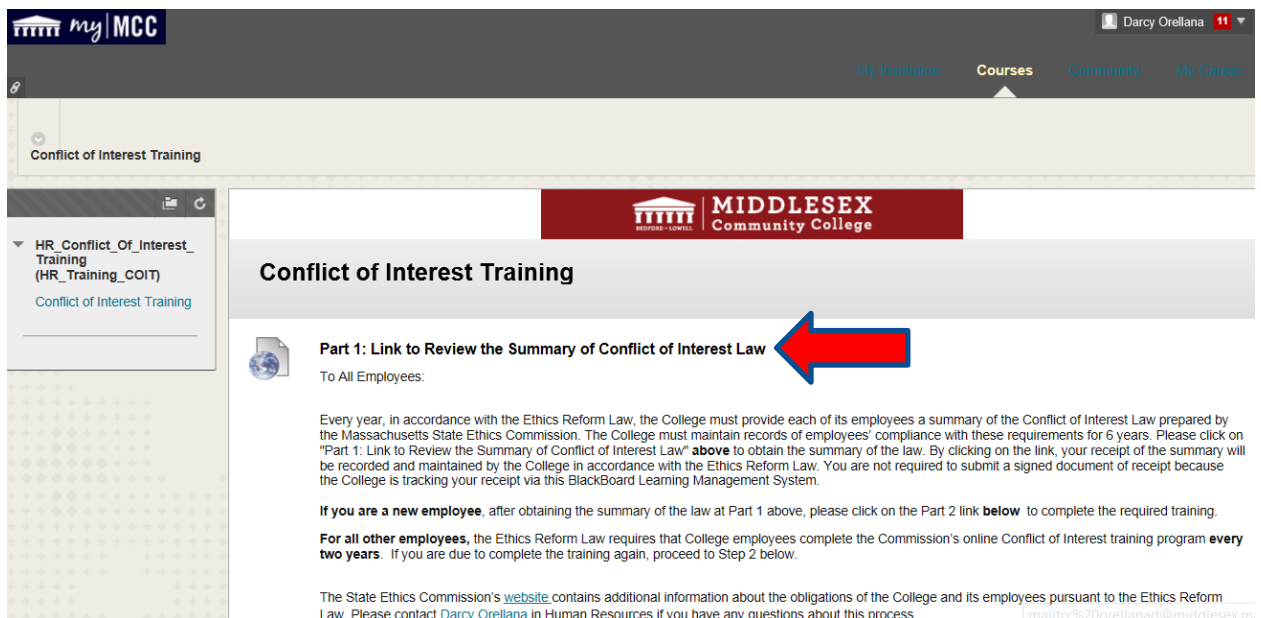 my|MCC
Darcy Orellana 11
My Institution Courses Community My Career
Conflict of Interest Training
MIDDLESEX
BEDFORD • LOWELL Community College
HR_Conflict_Of_Interest_
Training
(HR_Training_COIT)
Conflict of Interest Training
Conflict of Interest Training
Part 1: Link to Review the Summary of Conflict of Interest Law
To All Employees:
Every year, in accordance with the Ethics Reform Law, the College must provide each of its employees a summary of the Conflict of Interest Law prepared by
the Massachusetts State Ethics Commission. The College must maintain records of employees' compliance with these requirements for 6 years. Please click on
"Part 1: Link to Review the Summary of Conflict of Interest Law" above to obtain the summary of the law. By clicking on the link, your receipt of the summary will
be recorded and maintained by the College in accordance with the Ethics Reform Law. You are not required to submit a signed document of receipt because
the College is tracking your receipt via this BlackBoard Learning Management System.
If you are a new employee, after obtaining the summary of the law at Part 1 above, please click on the Part 2 link below to complete the required training.
For all other employees, the Ethics Reform Law requires that College employees complete the Commission's online Conflict of Interest training program every
two years. If you are due to complete the training again, proceed to Step 2 below.
The State Ethics Commission's website contains additional information about the obligations of the College and its employees pursuant to the Ethics Reform
Law. Please contact Darcy Orellana in Human Resources if you have any questions about this process.
mailto:%20orellanad@middlesex.ma